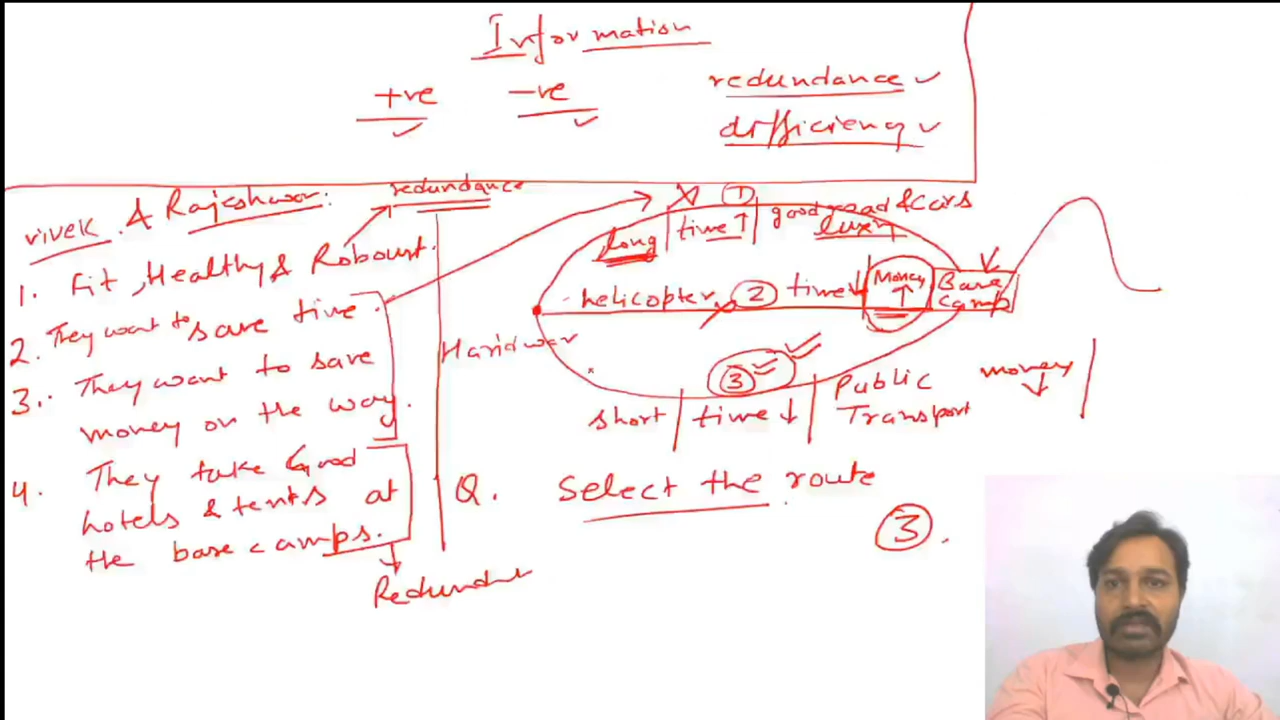 Information
+ve -ve redundance
difficiency
vivek & Rajeshwar:
redundance
1. Fit, Healthy & Roboust.
2. They want to save time.
3. They want to save
money on the way.
4. They take Good
hotels & tents at
the base camps.
Redundant
1
long time ↑ good road & cars
luxury
helicopter 2 time ↓ Money ↑ Base
Camp
Haridwar
3
short time ↓ Public
Transport
money ↓
Q. Select the route
3.